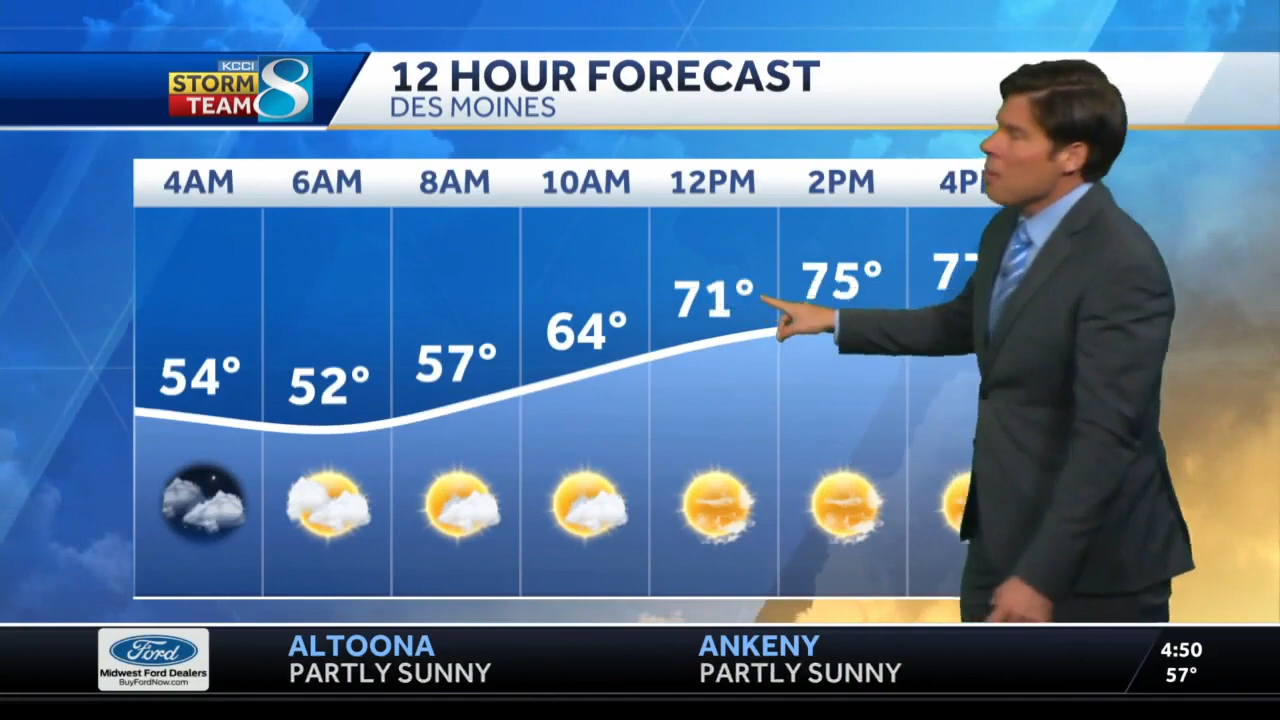 KCCI
STORM
TEAM 8
12 HOUR FORECAST
DES MOINES
4AM 6AM 8AM 10AM 12PM 2PM
54° 52° 57° 64° 71° 75°
ALTOONA
PARTLY SUNNY
ANKENY
PARTLY SUNNY
4:50
57°
Ford
Midwest Ford Dealers
BuyFordNow.com